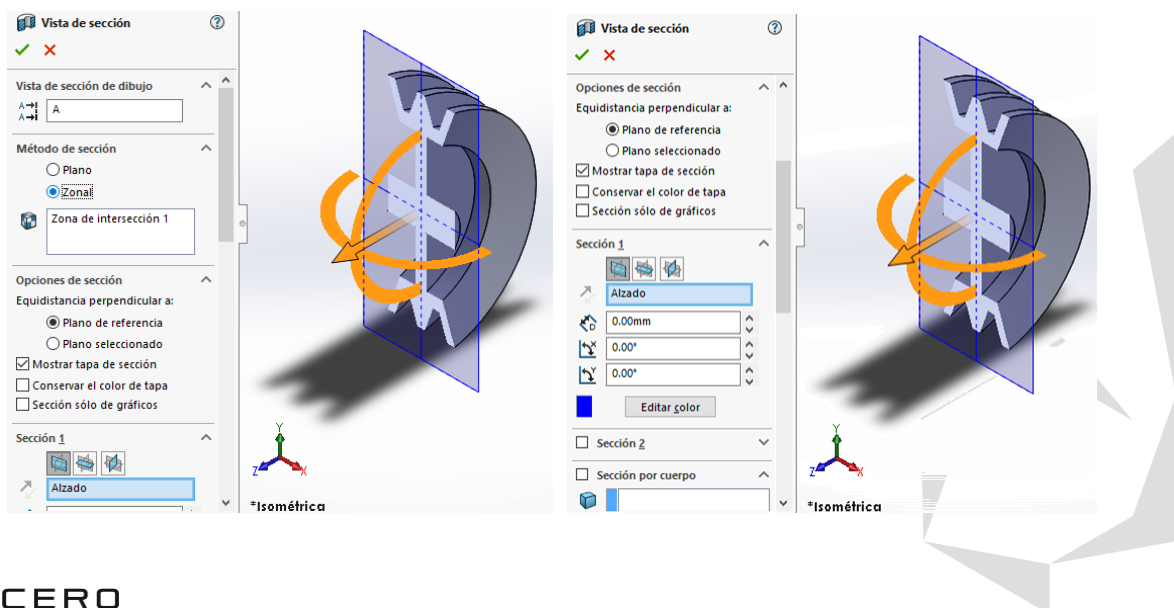 Vista de sección
?
Vista de sección de dibujo
A
Método de sección
Plano
Zonal
Zona de intersección 1
Opciones de sección
Equidistancia perpendicular a:
Plano de referencia
Plano seleccionado
Mostrar tapa de sección
Conservar el color de tapa
Sección sólo de gráficos
Sección 1
Alzado
Y
Z
X
*Isométrica
Vista de sección
?
Opciones de sección
Equidistancia perpendicular a:
Plano de referencia
Plano seleccionado
Mostrar tapa de sección
Conservar el color de tapa
Sección sólo de gráficos
Sección 1
Alzado
D
0.00mm
X
0.00°
Y
0.00°
Editar color
Sección 2
Sección por cuerpo
Y
Z
X
*Isométrica
CERO